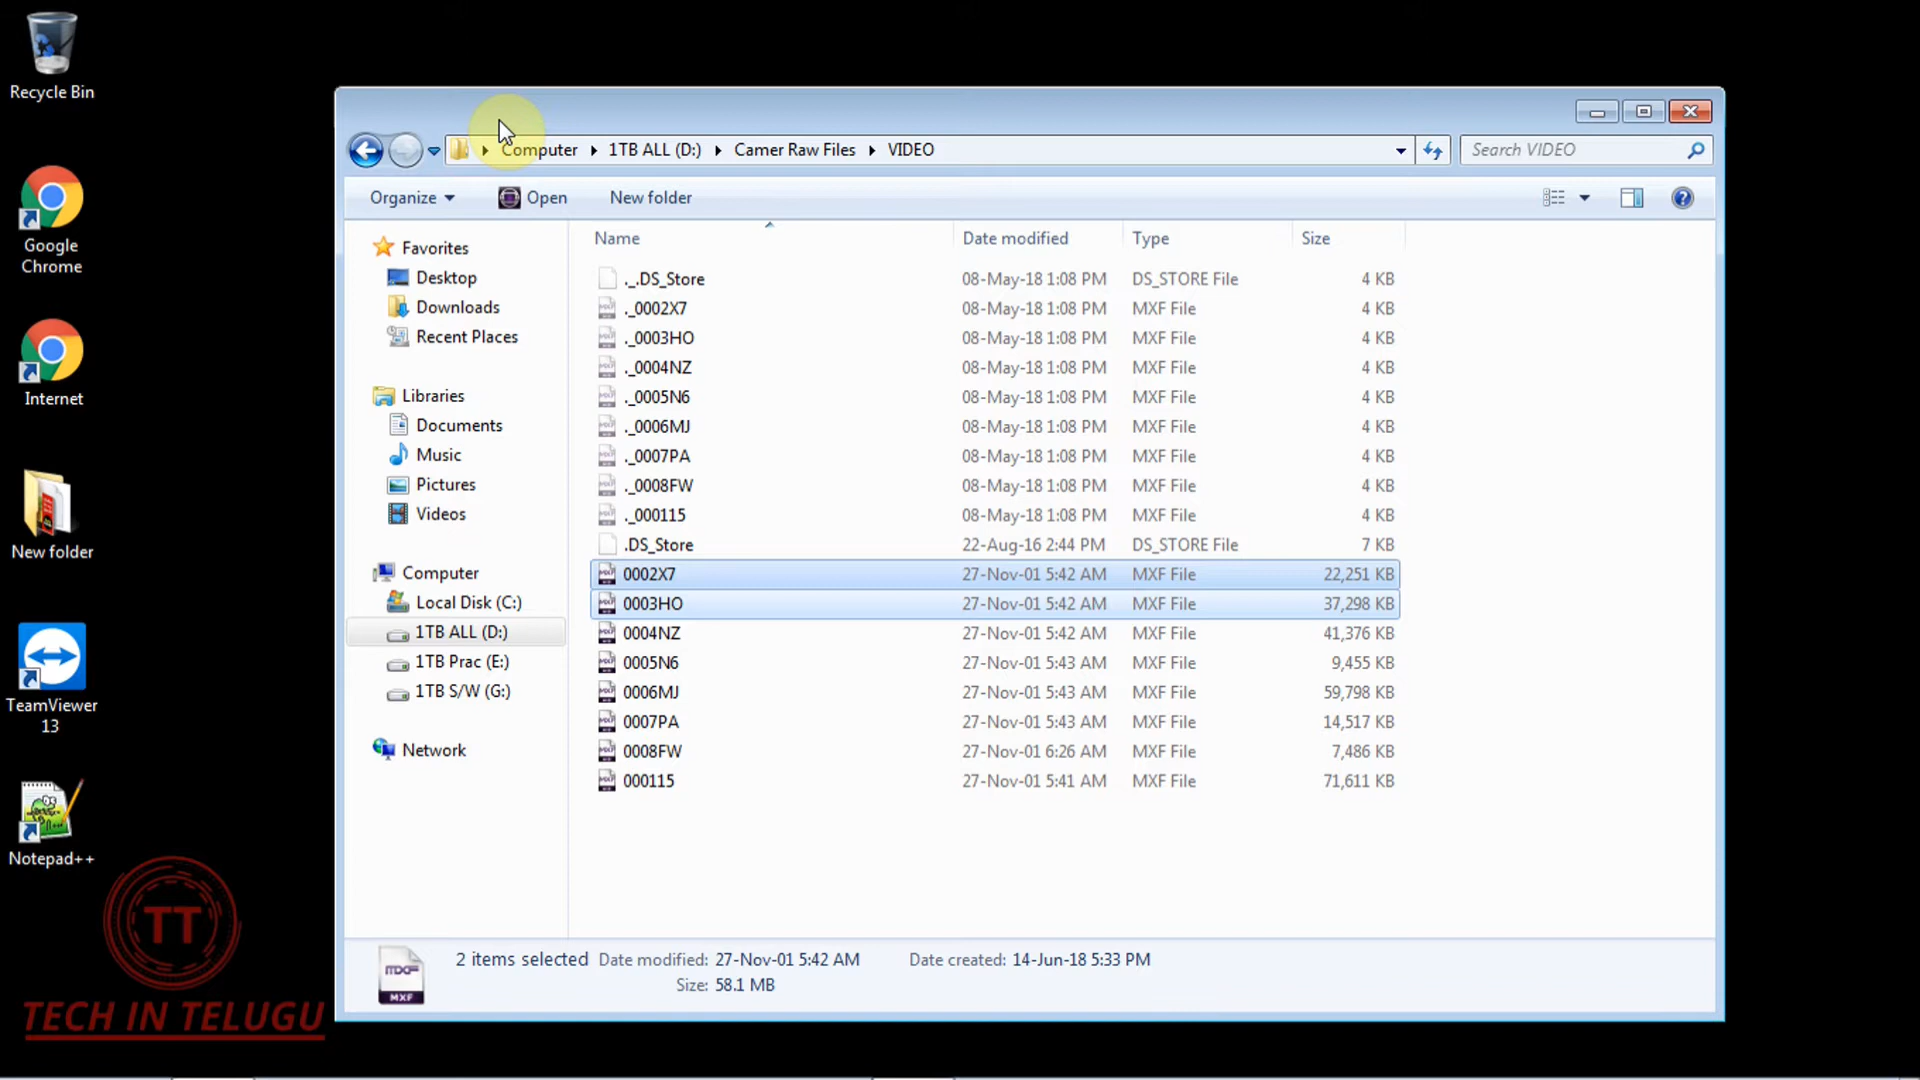 Recycle Bin
Google
Chrome
Internet
New folder
TeamViewer
13
Notepad++
TT
TECH IN TELUGU
Computer ▸ 1TB ALL (D:) ▸ Camer Raw Files ▸ VIDEO
Search VIDEO
Organize Open New folder
Favorites
Desktop
Downloads
Recent Places
Libraries
Documents
Music
Pictures
Videos
Computer
Local Disk (C:)
1TB ALL (D:)
1TB Prac (E:)
1TB S/W (G:)
Network
Name Date modified Type Size
._.DS_Store 08-May-18 1:08 PM DS_STORE File 4 KB
._0002X7 08-May-18 1:08 PM MXF File 4 KB
._0003HO 08-May-18 1:08 PM MXF File 4 KB
._0004NZ 08-May-18 1:08 PM MXF File 4 KB
._0005N6 08-May-18 1:08 PM MXF File 4 KB
._0006MJ 08-May-18 1:08 PM MXF File 4 KB
._0007PA 08-May-18 1:08 PM MXF File 4 KB
._0008FW 08-May-18 1:08 PM MXF File 4 KB
._000115 08-May-18 1:08 PM MXF File 4 KB
.DS_Store 22-Aug-16 2:44 PM DS_STORE File 7 KB
0002X7 27-Nov-01 5:42 AM MXF File 22,251 KB
0003HO 27-Nov-01 5:42 AM MXF File 37,298 KB
0004NZ 27-Nov-01 5:42 AM MXF File 41,376 KB
0005N6 27-Nov-01 5:43 AM MXF File 9,455 KB
0006MJ 27-Nov-01 5:43 AM MXF File 59,798 KB
0007PA 27-Nov-01 5:43 AM MXF File 14,517 KB
0008FW 27-Nov-01 6:26 AM MXF File 7,486 KB
000115 27-Nov-01 5:41 AM MXF File 71,611 KB
MXF
MXF
2 items selected Date modified: 27-Nov-01 5:42 AM Date created: 14-Jun-18 5:33 PM
Size: 58.1 MB